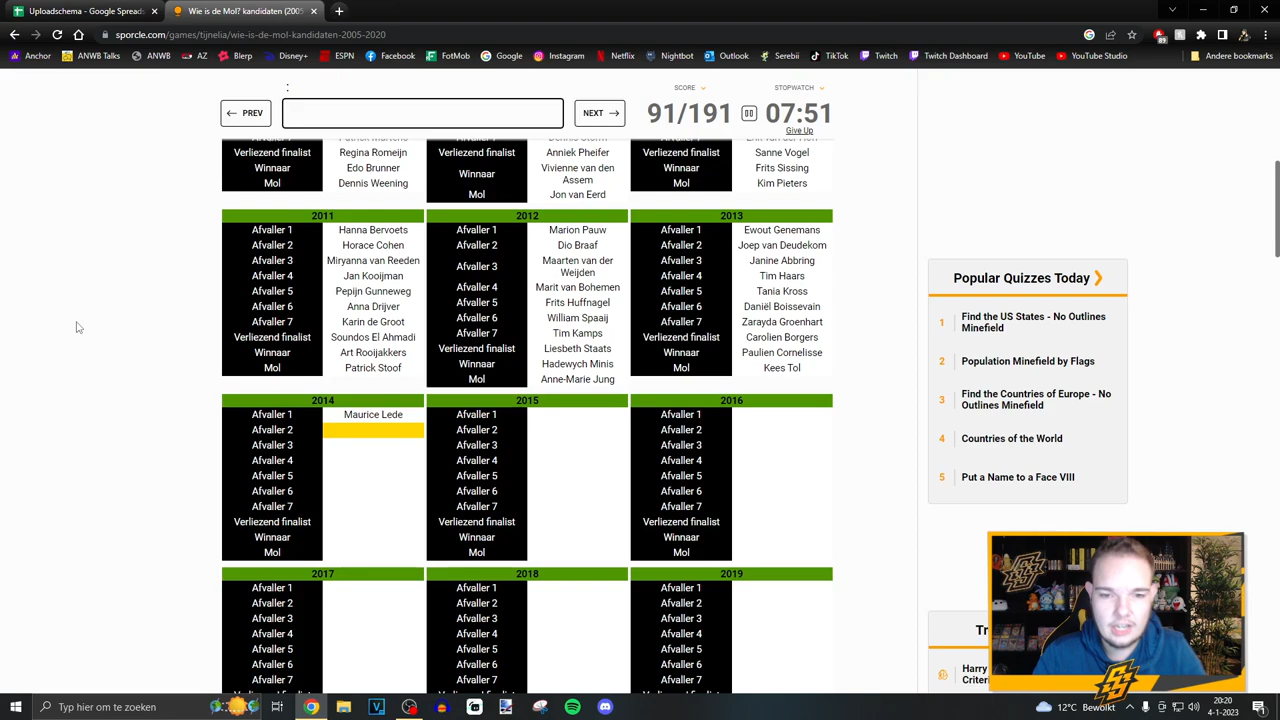 Uploadschema - Google Spreads
Wie is de Mol? kandidaten (2005
sporcle.com/games/tijnelia/wie-is-de-mol-kandidaten-2005-2020
Anchor
ANWB Talks
ANWB
AZ
Bergler
Disney+
ESPN
Facebook
FotMob
Google
Instagram
Netflix
Nightbot
Outlook
Serebii
TikTok
Twitch
Twitch Dashboard
YouTube
YouTube Studio
Andere bookmarks
:
PREV
NEXT
SCORE
91/191
STOPWATCH
07:51
Give Up
Verliezend finalist Regina Romeijn
Winnaar Edo Brunner
Mol Dennis Weening
Verliezend finalist Anniek Pheifer
Winnaar Vivienne van den
Assem
Mol Jon van Eerd
Verliezend finalist Sanne Vogel
Winnaar Frits Sissing
Mol Kim Pieters
2011
Afvaller 1 Hanna Bervoets
Afvaller 2 Horace Cohen
Afvaller 3 Miryanna van Reeden
Afvaller 4 Jan Kooijman
Afvaller 5 Pepijn Gunneweg
Afvaller 6 Anna Drijver
Afvaller 7 Karin de Groot
Verliezend finalist Soundos El Ahmadi
Winnaar Art Rooijakkers
Mol Patrick Stoof
2012
Afvaller 1 Marion Pauw
Afvaller 2 Dio Braaf
Afvaller 3 Maarten van der
Weijden
Afvaller 4 Marit van Bohemen
Afvaller 5 Frits Huffnagel
Afvaller 6 William Spaaij
Afvaller 7 Tim Kamps
Verliezend finalist Liesbeth Staats
Winnaar Hadewych Minis
Mol Anne-Marie Jung
2013
Afvaller 1 Ewout Genemans
Afvaller 2 Joep van Deudekom
Afvaller 3 Janine Abbring
Afvaller 4 Tim Haars
Afvaller 5 Tania Kross
Afvaller 6 Daniël Boissevain
Afvaller 7 Zarayda Groenhart
Verliezend finalist Carolien Borgers
Winnaar Paulien Cornelisse
Mol Kees Tol
2014
Afvaller 1 Maurice Lede
Afvaller 2
Afvaller 3
Afvaller 4
Afvaller 5
Afvaller 6
Afvaller 7
Verliezend finalist
Winnaar
Mol
2015
Afvaller 1
Afvaller 2
Afvaller 3
Afvaller 4
Afvaller 5
Afvaller 6
Afvaller 7
Verliezend finalist
Winnaar
Mol
2016
Afvaller 1
Afvaller 2
Afvaller 3
Afvaller 4
Afvaller 5
Afvaller 6
Afvaller 7
Verliezend finalist
Winnaar
Mol
2017
Afvaller 1
Afvaller 2
Afvaller 3
Afvaller 4
Afvaller 5
Afvaller 6
Afvaller 7
2018
Afvaller 1
Afvaller 2
Afvaller 3
Afvaller 4
Afvaller 5
Afvaller 6
Afvaller 7
2019
Afvaller 1
Afvaller 2
Afvaller 3
Afvaller 4
Afvaller 5
Afvaller 6
Afvaller 7
Popular Quizzes Today
1 Find the US States - No Outlines
Minefield
2 Population Minefield by Flags
3 Find the Countries of Europe - No
Outlines Minefield
4 Countries of the World
5 Put a Name to a Face VIII
Tr
Harry
Criteri
Typ hier om te zoeken
12°C Bewolkt
20:20
4-1-2023